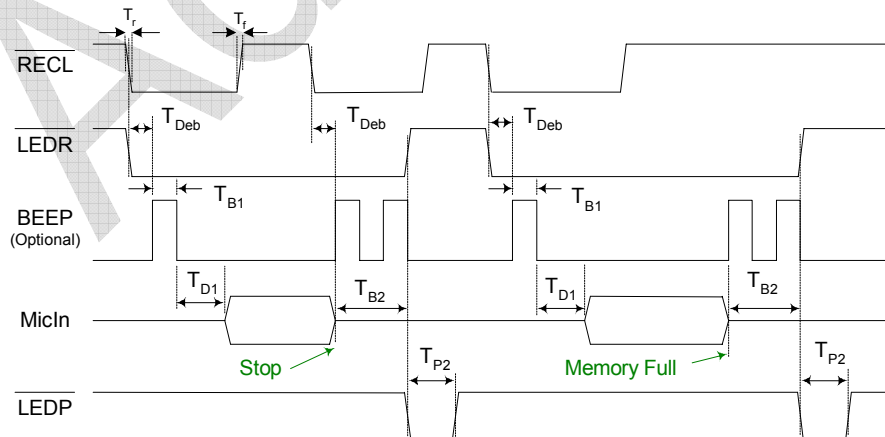 Tr Tf
RECL
TDeb TDeb TDeb
LEDR
TB1 TB1
BEEP
(Optional)
TD1 TB2 TD1 TB2
MicIn
Stop TP2 Memory Full TP2
LEDP